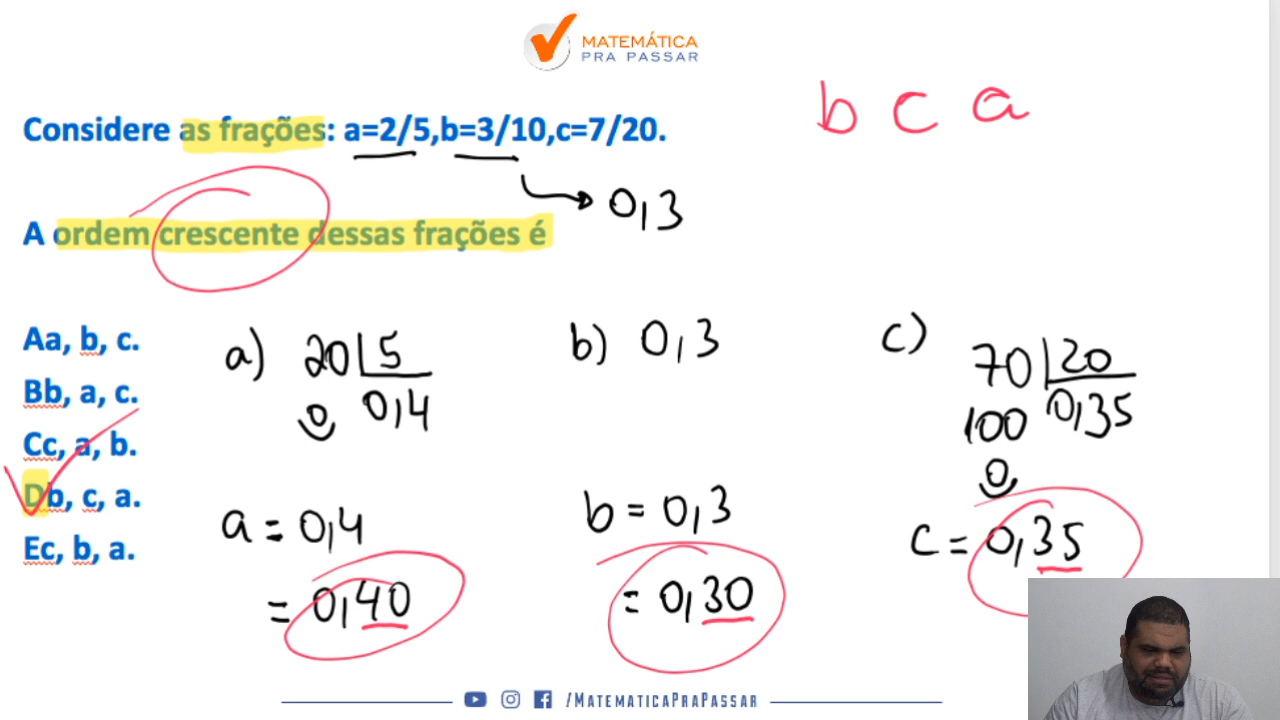 MATEMÁTICA
PRA PASSAR
b c a
Considere as frações: a=2/5,b=3/10,c=7/20.
0,3
A ordem crescente dessas frações é
Aa, b, c.
Bb, a, c.
Cc, a, b.
Db, c, a.
Ec, b, a.
a) 20 5
0 0,4
a = 0,4
= 0,40
b) 0,3
b = 0,3
= 0,30
c) 70 20
100 0,35
0
c = 0,35
/MATEMATICAPRAPASSAR